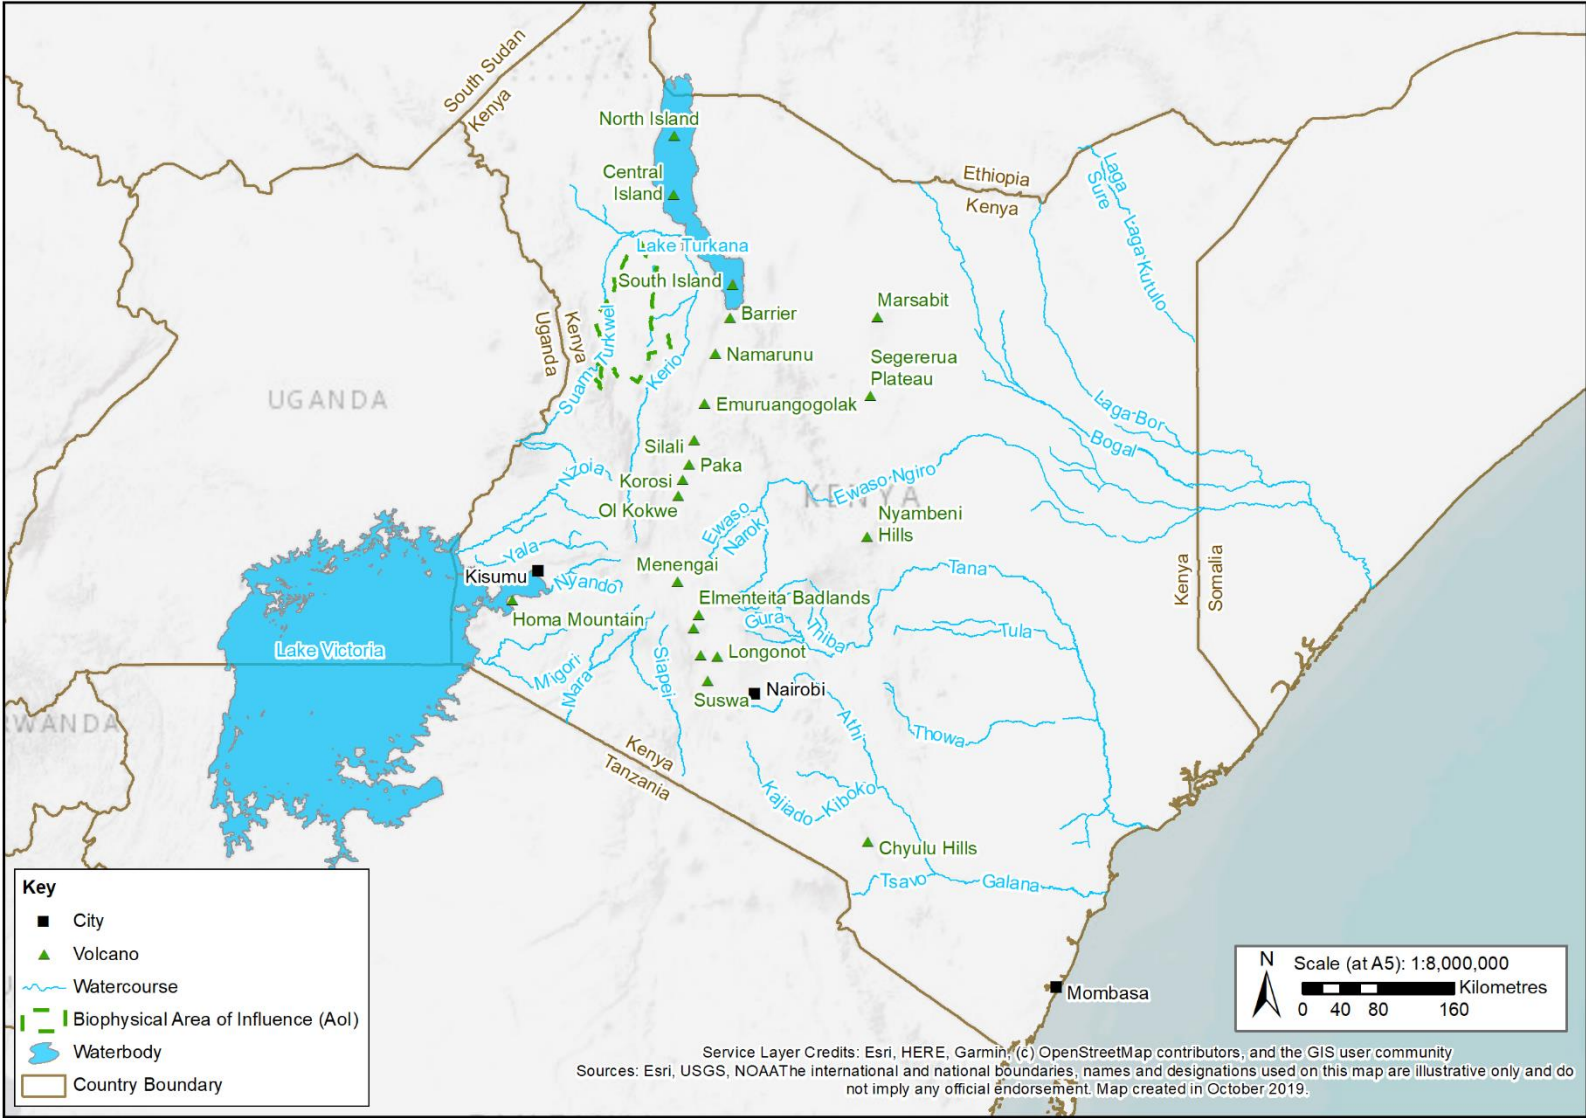 South Sudan
Kenya
North Island
Central
Island
Ethiopia
Kenya
Laga
Sure
Laga Kutulo
Lake Turkana
South Island
Barrier
Marsabit
Kenya
Uganda
Turkwel
Suam
Namarunu
Segererua
Plateau
Kerio
UGANDA
Emuruangogolak
Laga Bor
Bogal
Silali
Paka
Nzoia
Korosi
Ewaso Ngiro
KENYA
Ol Kokwe
Ewaso
Narok
Nyambeni
Hills
Yala
Menengai
Tana
Kenya
Somalia
Kisumu
Nyando
Elmenteita Badlands
Homa Mountain
Gura
Thiba
Tula
Lake Victoria
Migori
Mara
Siapei
Longonot
Nairobi
Suswa
RWANDA
Athi
Thowa
Kenya
Tanzania
Kajiado
Kiboko
Chyulu Hills
Tsavo
Galana
Mombasa
Key
City
Volcano
Watercourse
Biophysical Area of Influence (AoI)
Waterbody
Country Boundary
N
Scale (at A5): 1:8,000,000
Kilometres
0 40 80 160
Service Layer Credits: Esri, HERE, Garmin, (c) OpenStreetMap contributors, and the GIS user community
Sources: Esri, USGS, NOAAThe international and national boundaries, names and designations used on this map are illustrative only and do
not imply any official endorsement. Map created in October 2019.